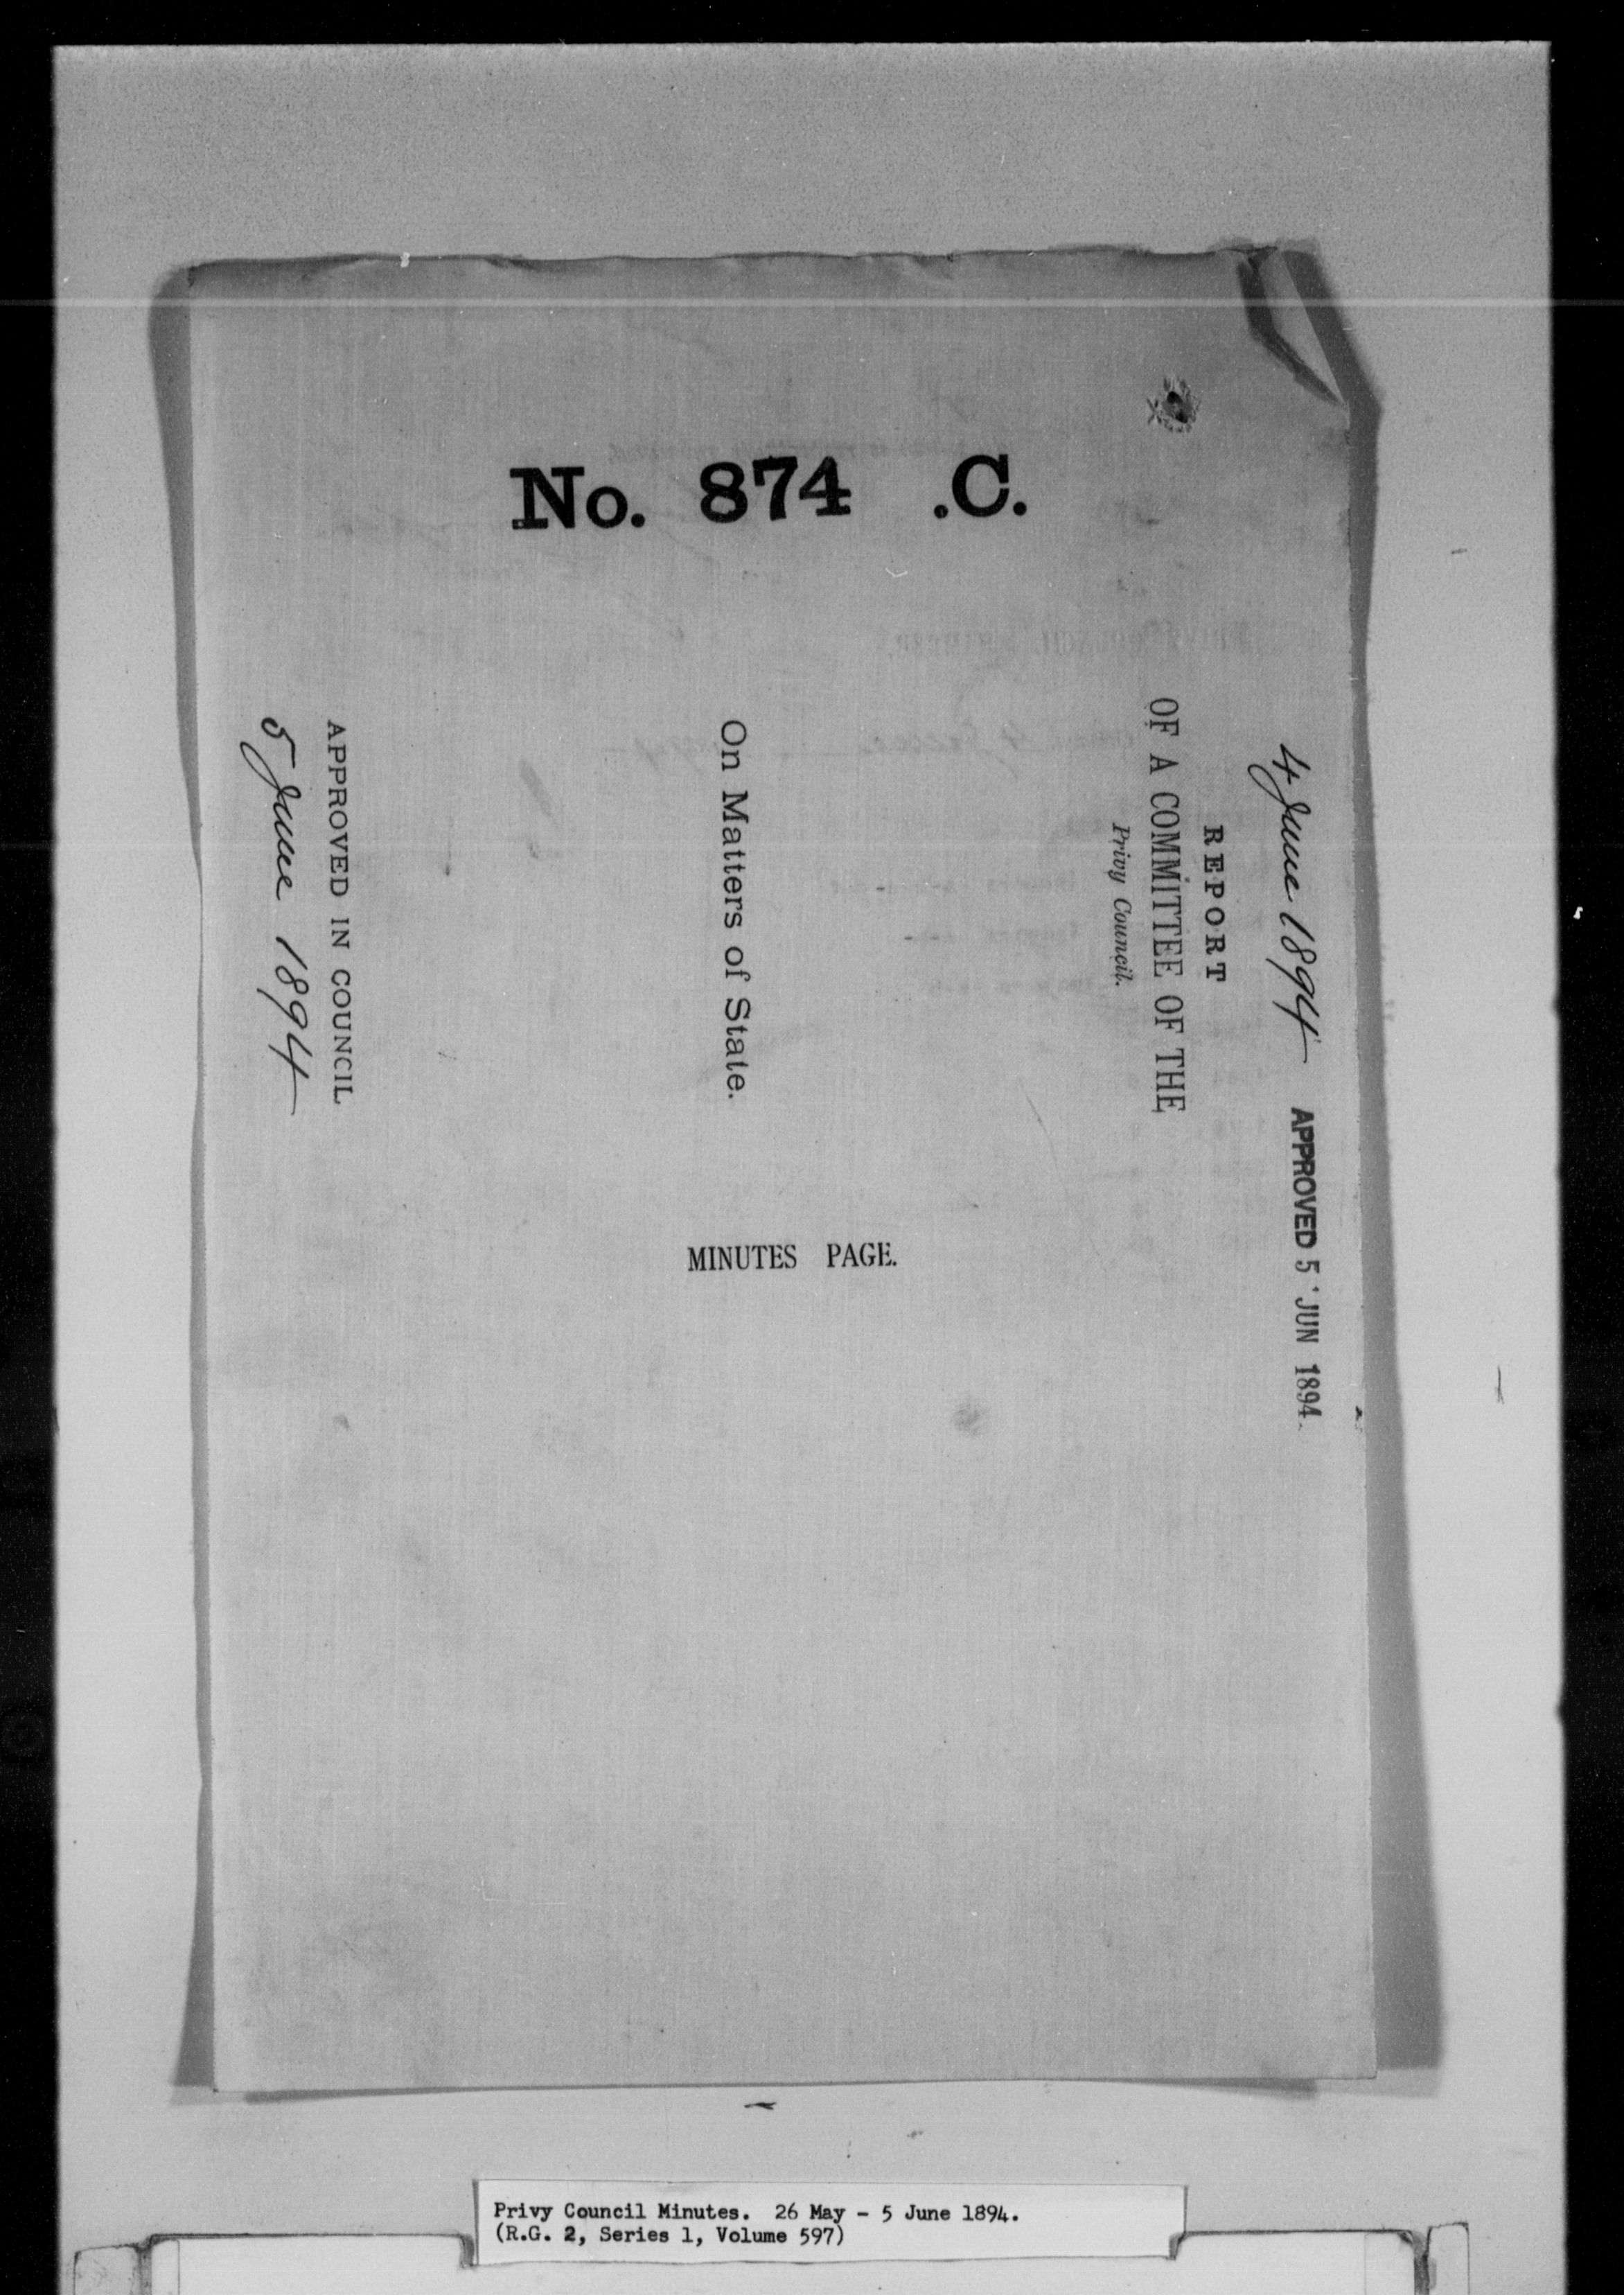 No. 874 .C.
4 June 1894 APPROVED 5 JUN 1894
REPORT
OF A COMMITTEE OF THE
Privy Council.
On Matters of State.
APPROVED IN COUNCIL
5 June 1894
MINUTES PAGE.
Privy Council Minutes. 26 May - 5 June 1894.
(R.G. 2, Series 1, Volume 597)